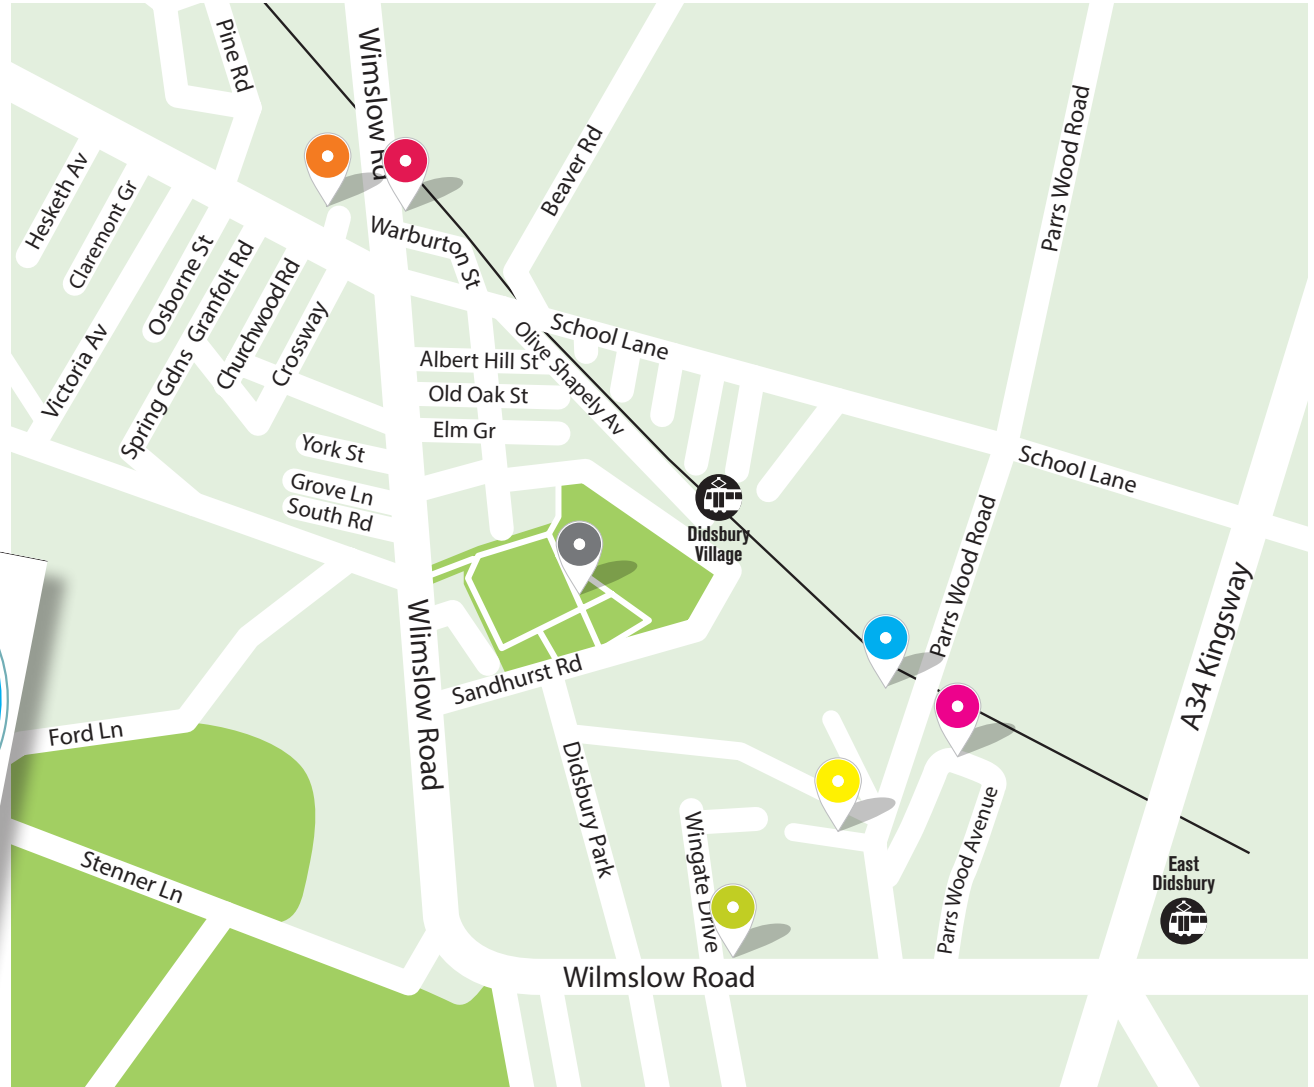 Pine Rd
Wimslow Rd
Beaver Rd
Parrs Wood Road
Hesketh Av
Claremont Gr
Osborne St
Granfolt Rd
Churchwood Rd
Crossway
Warburton St
Victoria Av
Spring Gdns
School Lane
Olive Shapely Av
Albert Hill St
Old Oak St
Elm Gr
York St
Grove Ln
South Rd
School Lane
Didsbury
Village
Parrs Wood Road
A34 Kingsway
Wlimslow Road
Sandhurst Rd
Ford Ln
Didsbury Park
Wingate Drive
Parrs Wood Avenue
Stenner Ln
East
Didsbury
Wilmslow Road